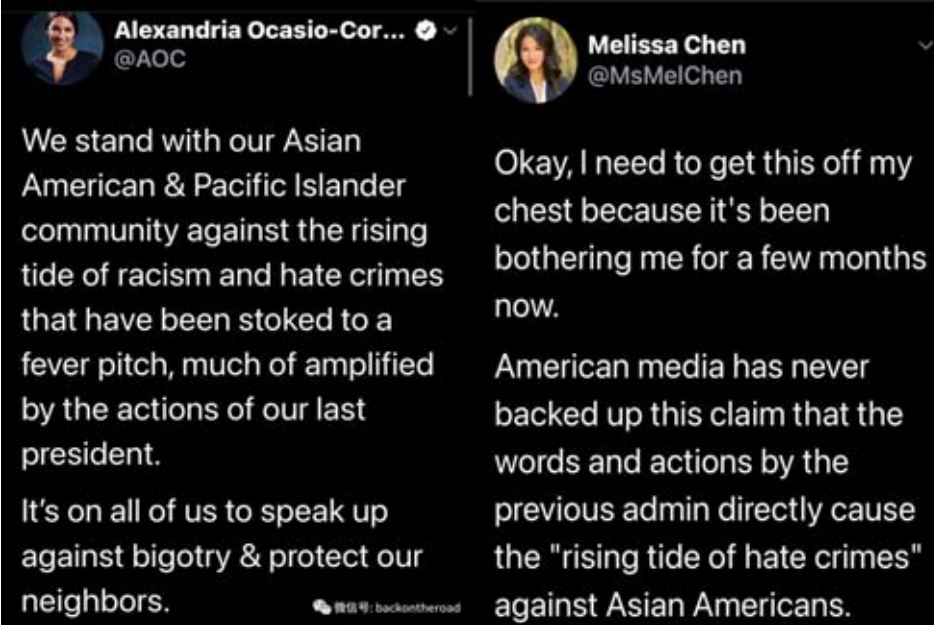 Alexandria Ocasio-Cor...
@AOC
We stand with our Asian
American & Pacific Islander
community against the rising
tide of racism and hate crimes
that have been stoked to a
fever pitch, much of amplified
by the actions of our last
president.
It's on all of us to speak up
against bigotry & protect our
neighbors.
微信号: backontheroad
Melissa Chen
@MsMelChen
Okay, I need to get this off my
chest because it's been
bothering me for a few months
now.
American media has never
backed up this claim that the
words and actions by the
previous admin directly cause
the "rising tide of hate crimes"
against Asian Americans.